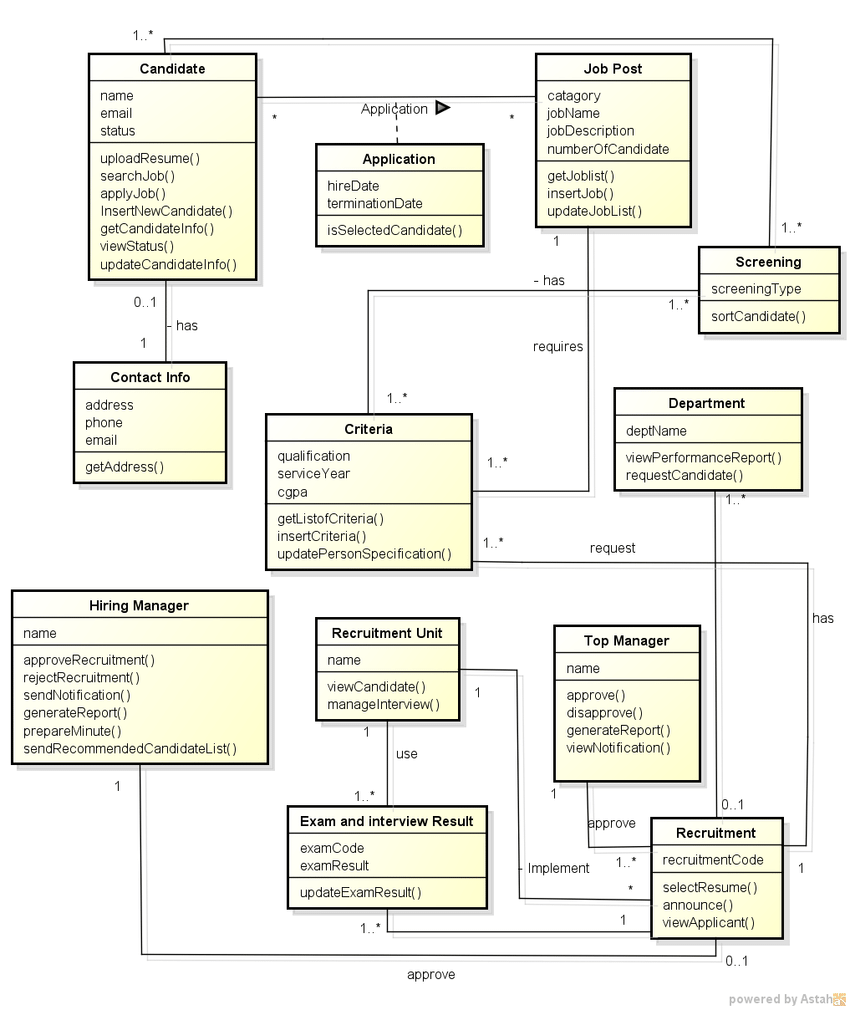 1..*
Candidate
name
email
status
uploadResume()
searchJob()
applyJob()
InsertNewCandidate()
getCandidateInfo()
viewStatus()
updateCandidateInfo()
*
Application
*
Application
hireDate
terminationDate
isSelectedCandidate()
Job Post
catagory
jobName
jobDescription
numberOfCandidate
getJoblist()
insertJob()
updateJobList()
1
1..*
Screening
screeningType
sortCandidate()
- has
1..*
0..1
- has
1
Contact Info
address
phone
email
getAddress()
requires
1..*
Criteria
qualification
serviceYear
cgpa
getListofCriteria()
insertCriteria()
updatePersonSpecification()
1..*
1..*
Department
deptName
viewPerformanceReport()
requestCandidate()
1..*
request
has
Hiring Manager
name
approveRecruitment()
rejectRecruitment()
sendNotification()
generateReport()
prepareMinute()
sendRecommendedCandidateList()
1
Recruitment Unit
name
viewCandidate()
manageInterview()
1
1
use
1..*
Top Manager
name
approve()
disapprove()
generateReport()
viewNotification()
1
approve
1..*
0..1
Exam and interview Result
examCode
examResult
updateExamResult()
1..*
- Implement
*
1
Recruitment
recruitmentCode
selectResume()
announce()
viewApplicant()
1
0..1
approve
powered by Astah